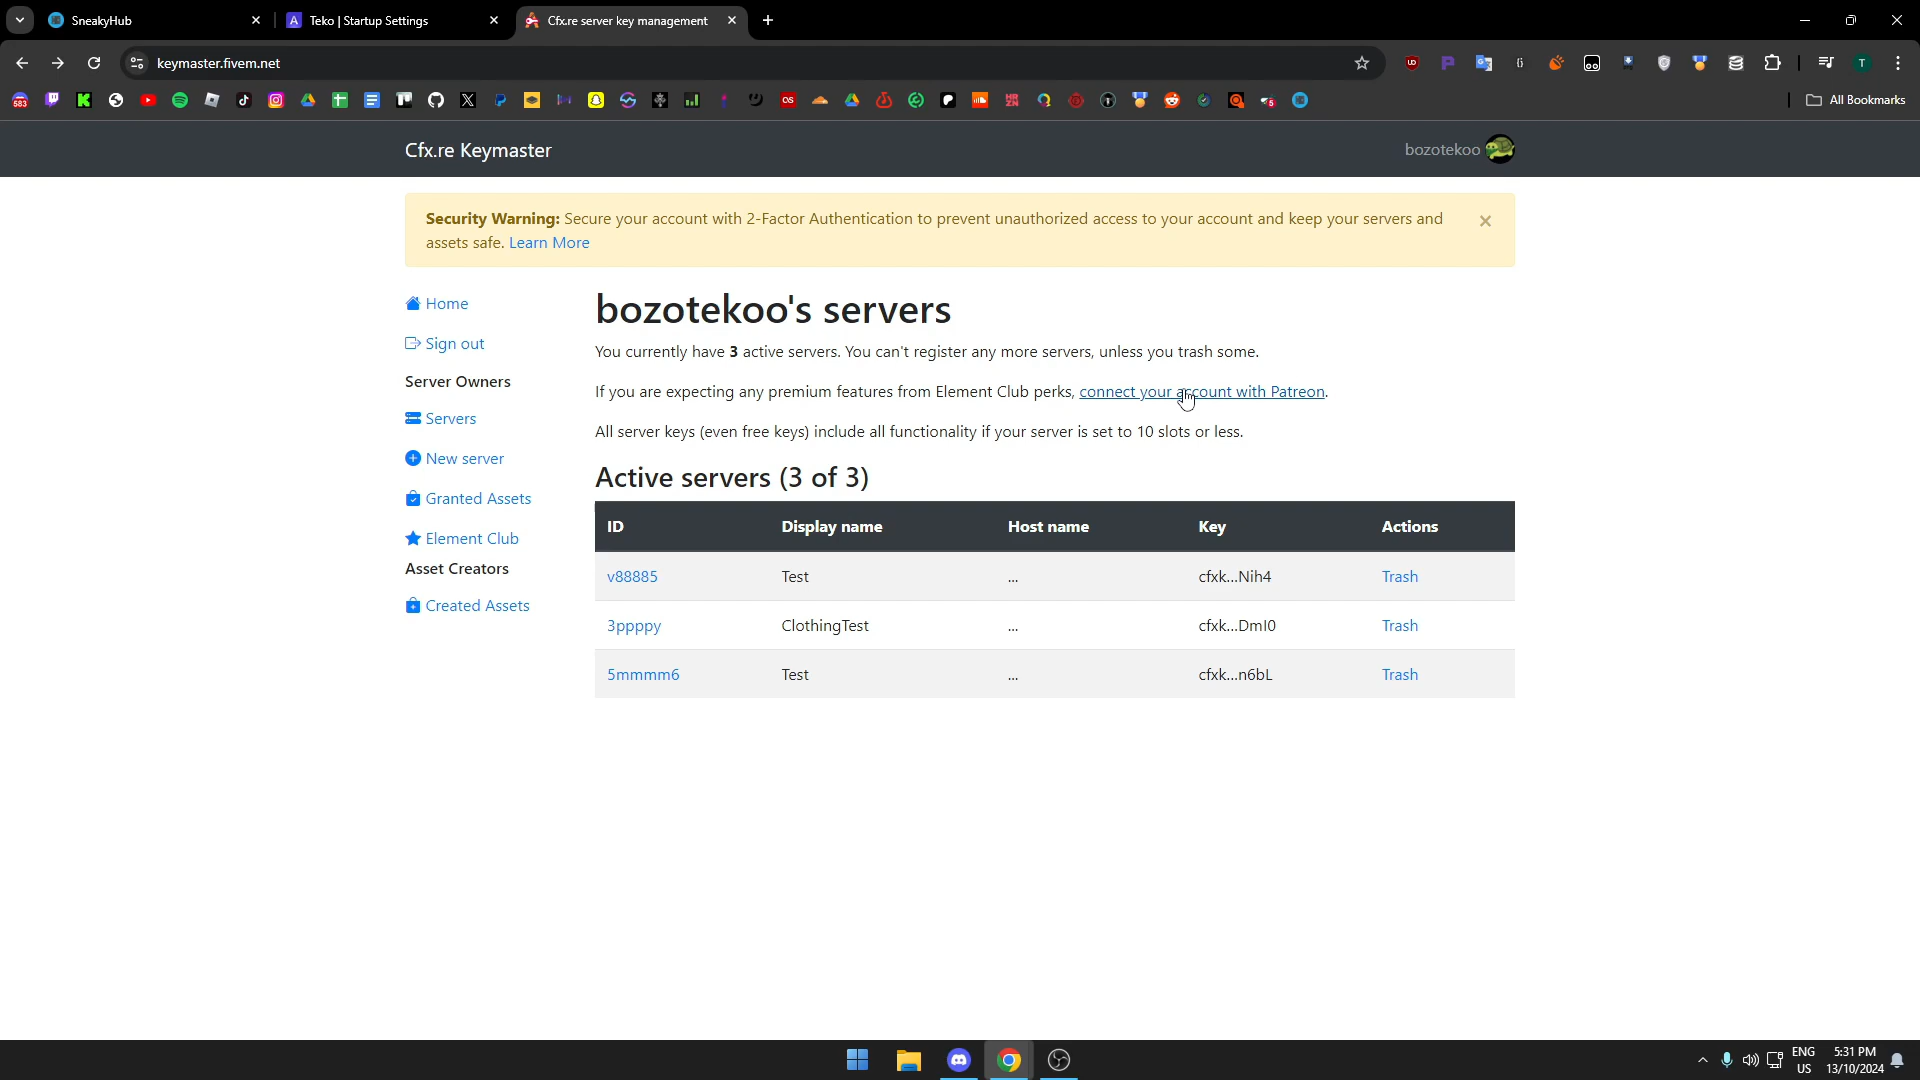 SneakyHub
Teko | Startup Settings
Cfx.re server key management
keymaster.fivem.net
All Bookmarks
Cfx.re Keymaster
bozotekoo
Security Warning: Secure your account with 2-Factor Authentication to prevent unauthorized access to your account and keep your servers and
assets safe. Learn More
Home
Sign out
Server Owners
Servers
New server
Granted Assets
Element Club
Asset Creators
Created Assets
bozotekoo's servers
You currently have 3 active servers. You can't register any more servers, unless you trash some.
If you are expecting any premium features from Element Club perks, connect your account with Patreon.
All server keys (even free keys) include all functionality if your server is set to 10 slots or less.
Active servers (3 of 3)
ID Display name Host name Key Actions
v88885 Test ... cfxk...Nih4 Trash
3ppppy ClothingTest ... cfxk...DmI0 Trash
5mmmm6 Test ... cfxk...n6bL Trash
ENG 5:31 PM
US 13/10/2024